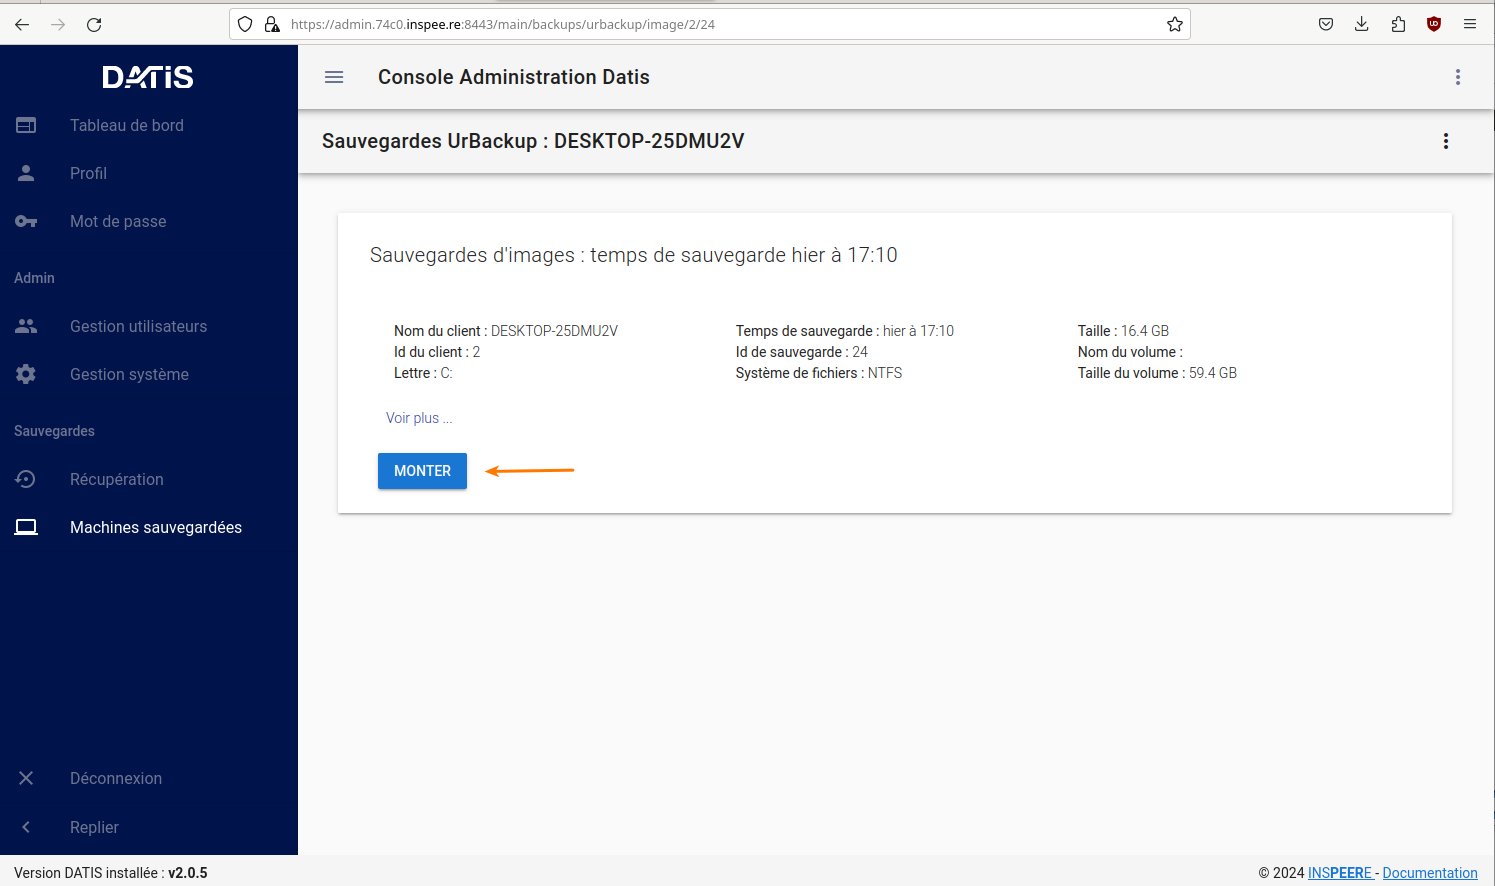 https://admin.74c0.inspee.re:8443/main/backups/urbackup/image/2/24
DATiS
Console Administration Datis
Tableau de bord
Profil
Mot de passe
Admin
Gestion utilisateurs
Gestion système
Sauvegardes
Récupération
Machines sauvegardées
Déconnexion
Replier
Sauvegardes UrBackup : DESKTOP-25DMU2V
Sauvegardes d'images : temps de sauvegarde hier à 17:10
Nom du client : DESKTOP-25DMU2V
Id du client : 2
Lettre : C:
Temps de sauvegarde : hier à 17:10
Id de sauvegarde : 24
Système de fichiers : NTFS
Taille : 16.4 GB
Nom du volume :
Taille du volume : 59.4 GB
Voir plus ...
MONTER
Version DATIS installée : v2.0.5
© 2024 INSPEERE - Documentation